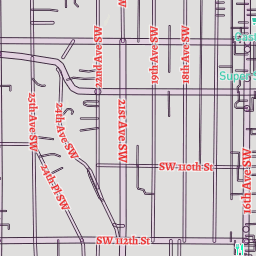 22nd Ave SW
19th Ave SW
18th Ave SW
Super
25th Ave SW
24th Ave SW
21st Ave SW
SW 110th St
24th Pl SW
16th Ave SW
SW 112th St